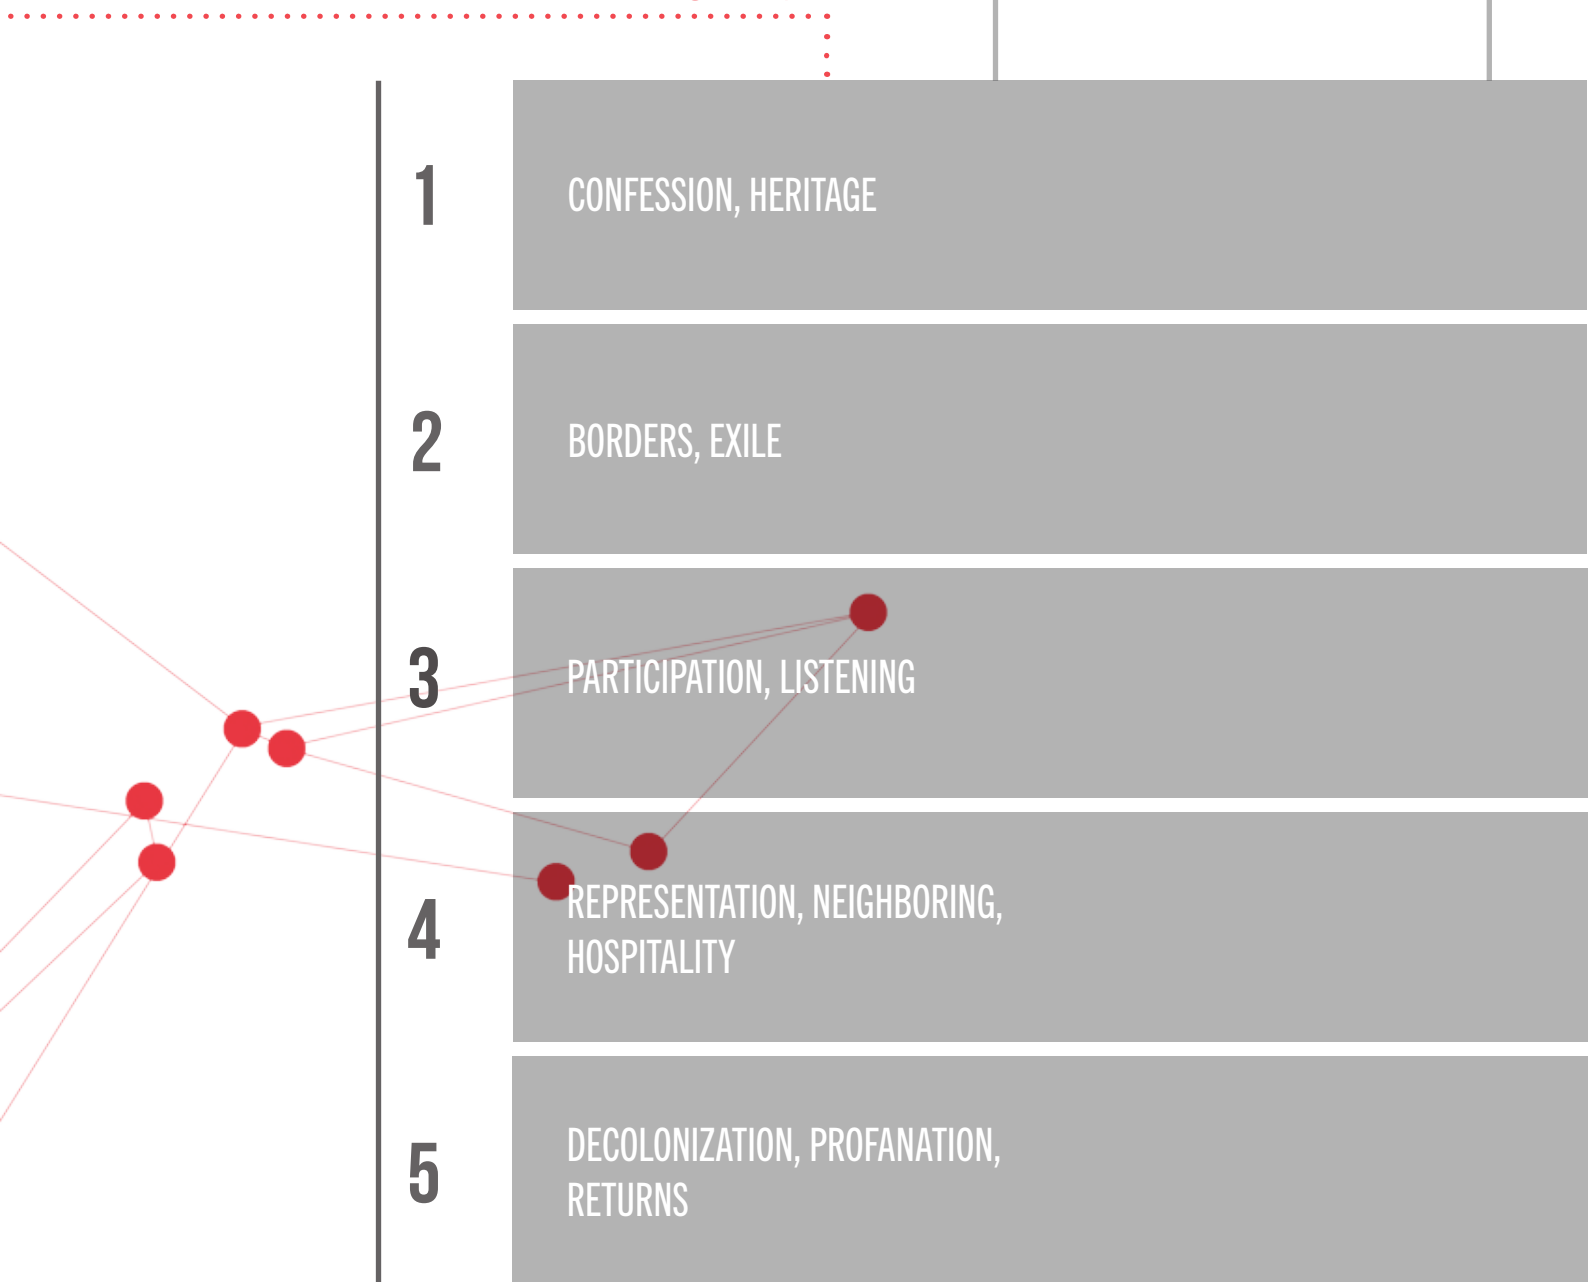 1
CONFESSION, HERITAGE
2
BORDERS, EXILE
3
PARTICIPATION, LISTENING
4
REPRESENTATION, NEIGHBORING,
HOSPITALITY
5
DECOLONIZATION, PROFANATION,
RETURNS